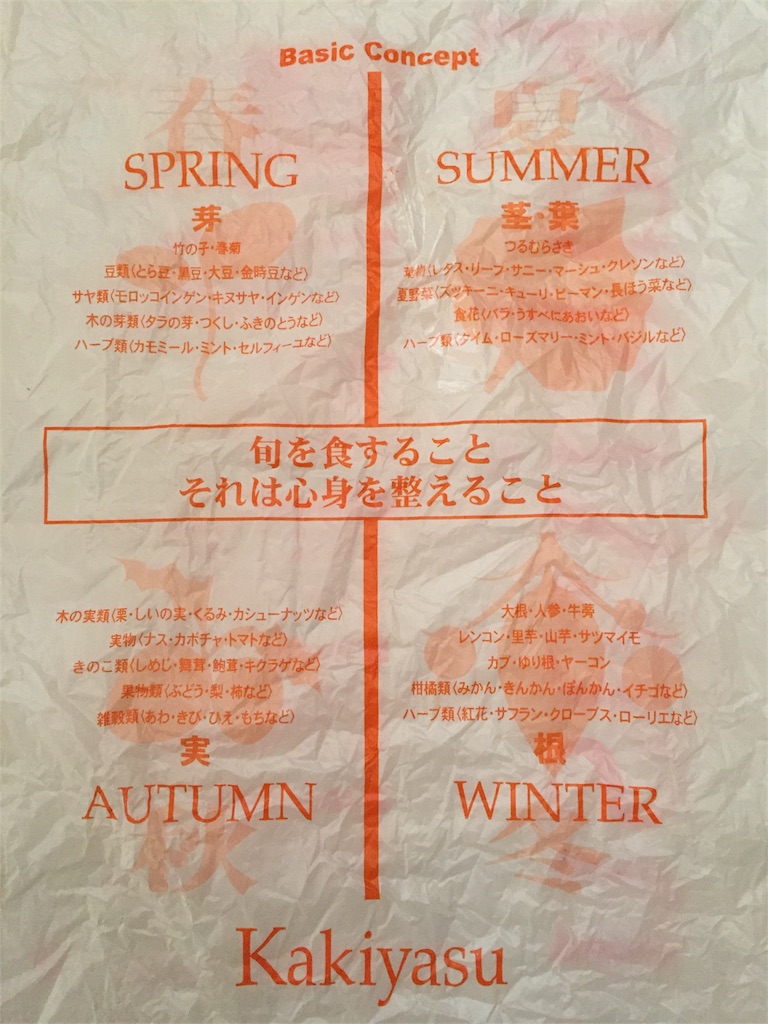 Basic Concept
春
SPRING
芽
竹の子・春菊
豆類(とら豆・黒豆・大豆・金時豆など)
サヤ類(モロッコインゲン・キヌサヤ・インゲンなど)
木の芽類(タラの芽・つくし・ふきのとうなど)
ハーブ類(カモミール・ミント・セルフィーユなど)
夏
SUMMER
茎・葉
つるむらさき
葉物(レタス・リーフ・サニー・マーシュ・クレソンなど)
夏野菜(ズッキーニ・キューリ・ピーマン・長ほう菜など)
食花(バラ・うすべにあおいなど)
ハーブ類(タイム・ローズマリー・ミント・バジルなど)
旬を食すること
それは心身を整えること
木の実類(栗・しいの実・くるみ・カシューナッツなど)
実物(ナス・カボチャ・トマトなど)
きのこ類(しめじ・舞茸・鮑茸・キクラゲなど)
果物類(ぶどう・梨・柿など)
雑穀類(あわ・きび・ひえ・もちなど)
実
AUTUMN
秋
大根・人参・牛蒡
レンコン・里芋・山芋・サツマイモ
カブ・ゆり根・ヤーコン
柑橘類(みかん・きんかん・ぽんかん・イチゴなど)
ハーブ類(紅花・サフラン・クローブス・ローリエなど)
根
WINTER
冬
Kakiyasu